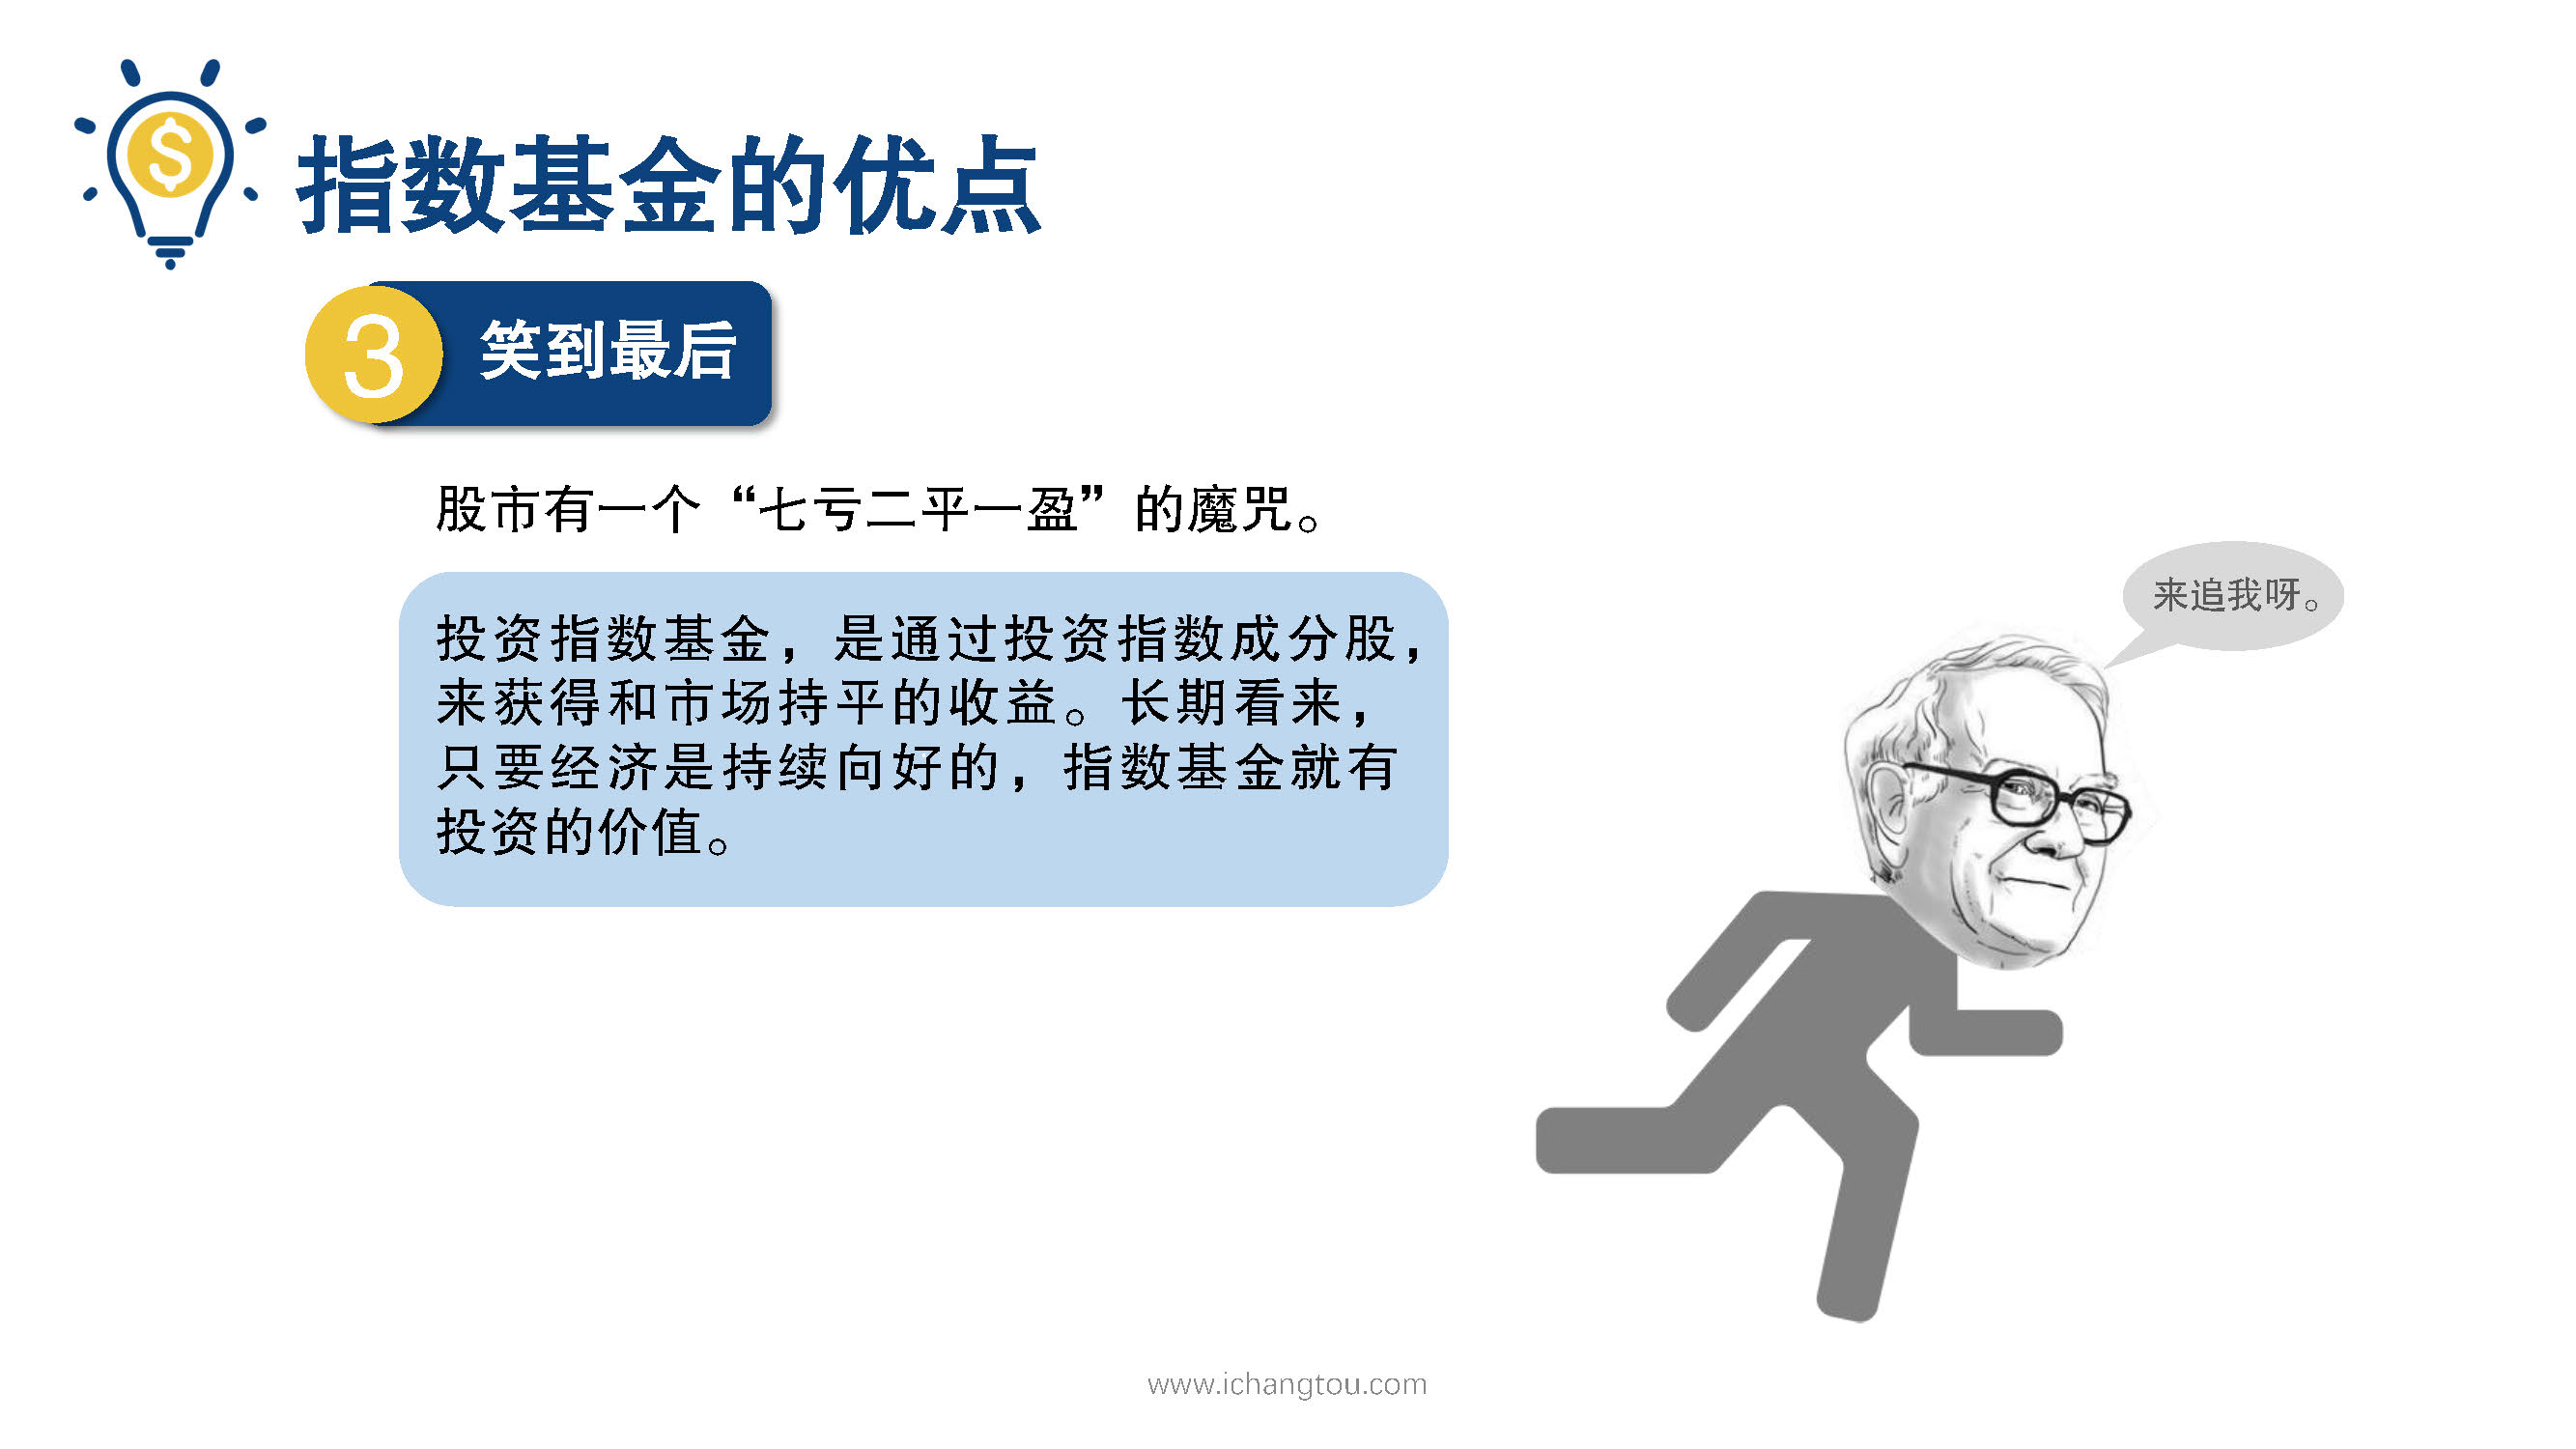 指数基金的优点
3 笑到最后
股市有一个“七亏二平一盈”的魔咒。
投资指数基金，是通过投资指数成分股，
来获得和市场持平的收益。长期看来，
只要经济是持续向好的，指数基金就有
投资的价值。
来追我呀。
www.ichangtou.com